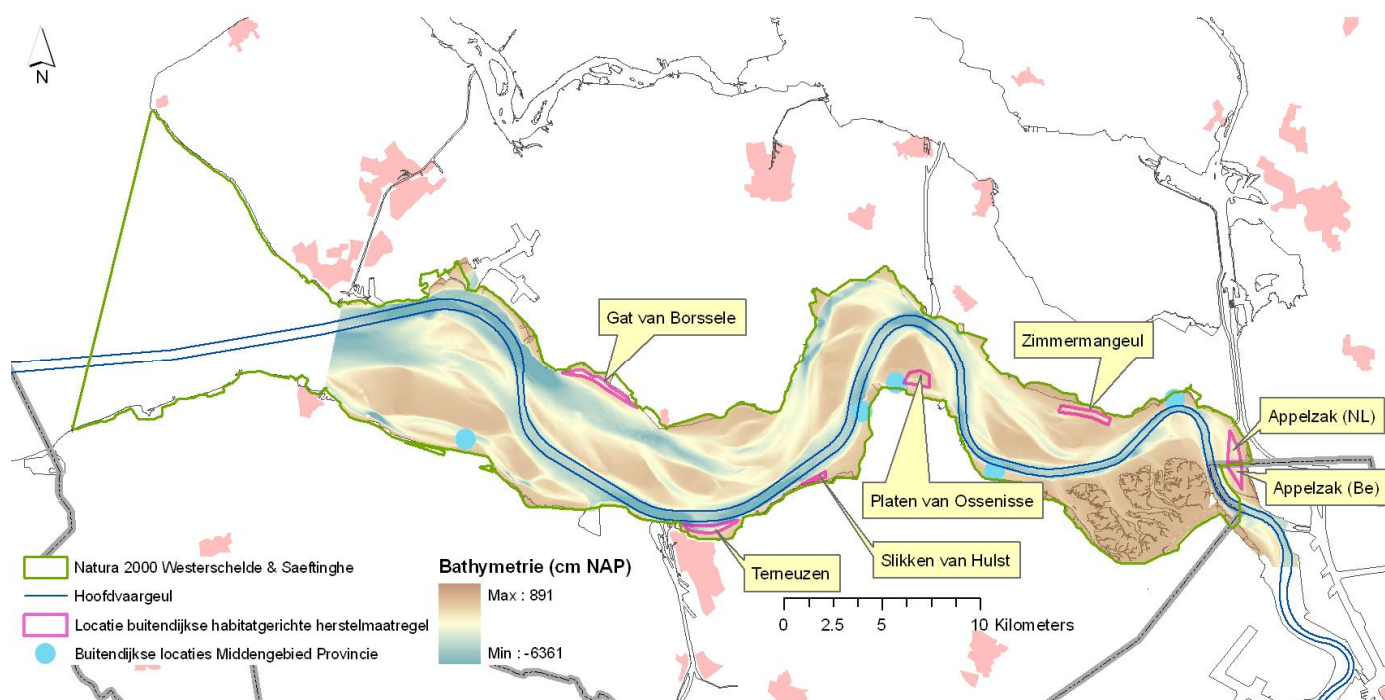 N
Gat van Borssele
Zimmermangeul
Appelzak (NL)
Appelzak (Be)
Platen van Ossenisse
Slikken van Hulst
Terneuzen
Natura 2000 Westerschelde & Saeftinghe
Hoofdvaargeul
Locatie buitendijkse habitatgerichte herstelmaatregel
Buitendijkse locaties Middengebied Provincie
Bathymetrie (cm NAP)
Max : 891
Min : -6361
0 2.5 5 10 Kilometers